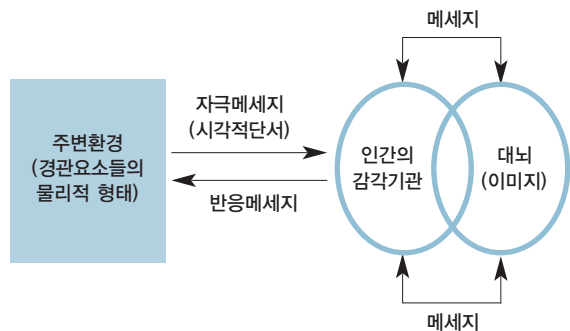 메세지
자극메세지
(시각적단서)
주변환경
(경관요소들의
물리적 형태)
반응메세지
인간의
감각기관
대뇌
(이미지)
메세지